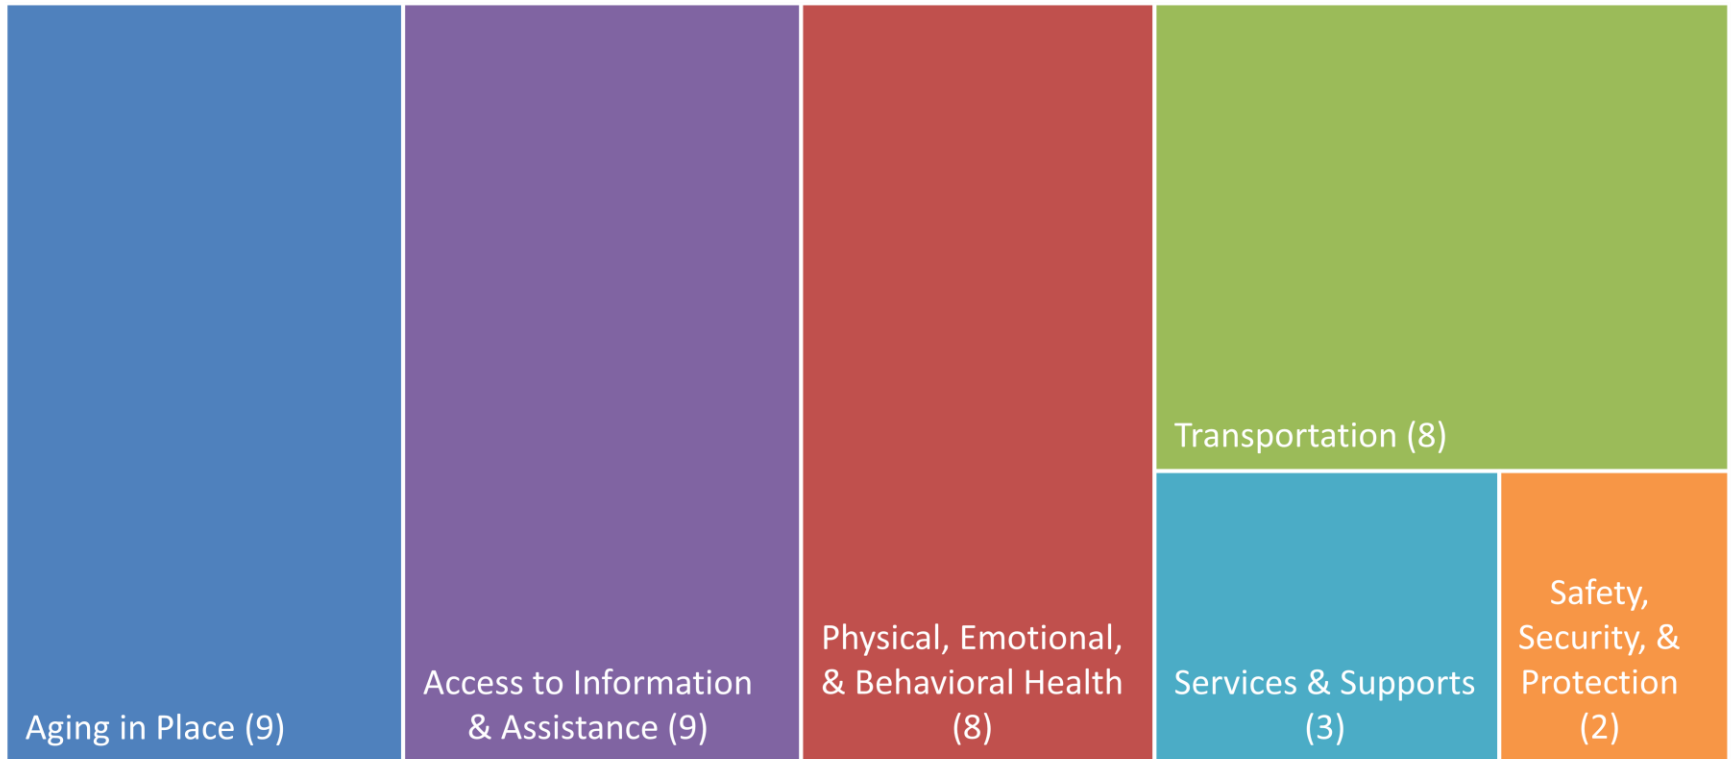 Aging in Place (9)
Access to Information
& Assistance (9)
Physical, Emotional,
& Behavioral Health
(8)
Transportation (8)
Services & Supports
(3)
Safety,
Security, &
Protection
(2)